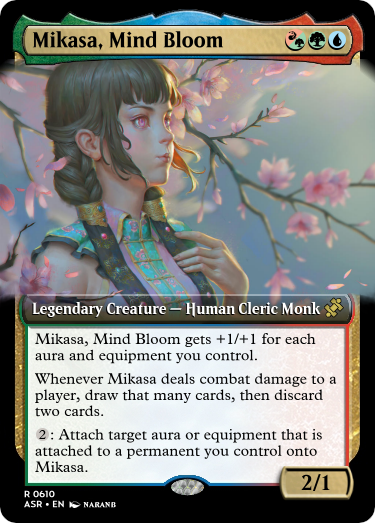 Mikasa, Mind Bloom
Legendary Creature — Human Cleric Monk
Mikasa, Mind Bloom gets +1/+1 for each
aura and equipment you control.
Whenever Mikasa deals combat damage to a
player, draw that many cards, then discard
two cards.
2: Attach target aura or equipment that is
attached to a permanent you control onto
Mikasa.
2/1
R 0610
ASR • EN NARANB